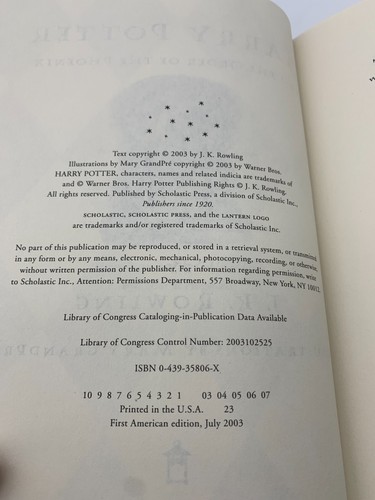 Text copyright © 2003 by J. K. Rowling
Illustrations by Mary GrandPré copyright © 2003 by Warner Bros.
HARRY POTTER, characters, names and related indicia are trademarks of
and © Warner Bros. Harry Potter Publishing Rights © J. K. Rowling.
All rights reserved. Published by Scholastic Press, a division of Scholastic Inc.,
Publishers since 1920.
SCHOLASTIC, SCHOLASTIC PRESS, and the LANTERN LOGO
are trademarks and/or registered trademarks of Scholastic Inc.
No part of this publication may be reproduced, or stored in a retrieval system, or transmitted
in any form or by any means, electronic, mechanical, photocopying, recording, or otherwise,
without written permission of the publisher. For information regarding permission, write
to Scholastic Inc., Attention: Permissions Department, 557 Broadway, New York, NY 10012.
Library of Congress Cataloging-in-Publication Data Available
Library of Congress Control Number: 2003102525
ISBN 0-439-35806-X
10 9 8 7 6 5 4 3 2 1 03 04 05 06 07
Printed in the U.S.A. 23
First American edition, July 2003